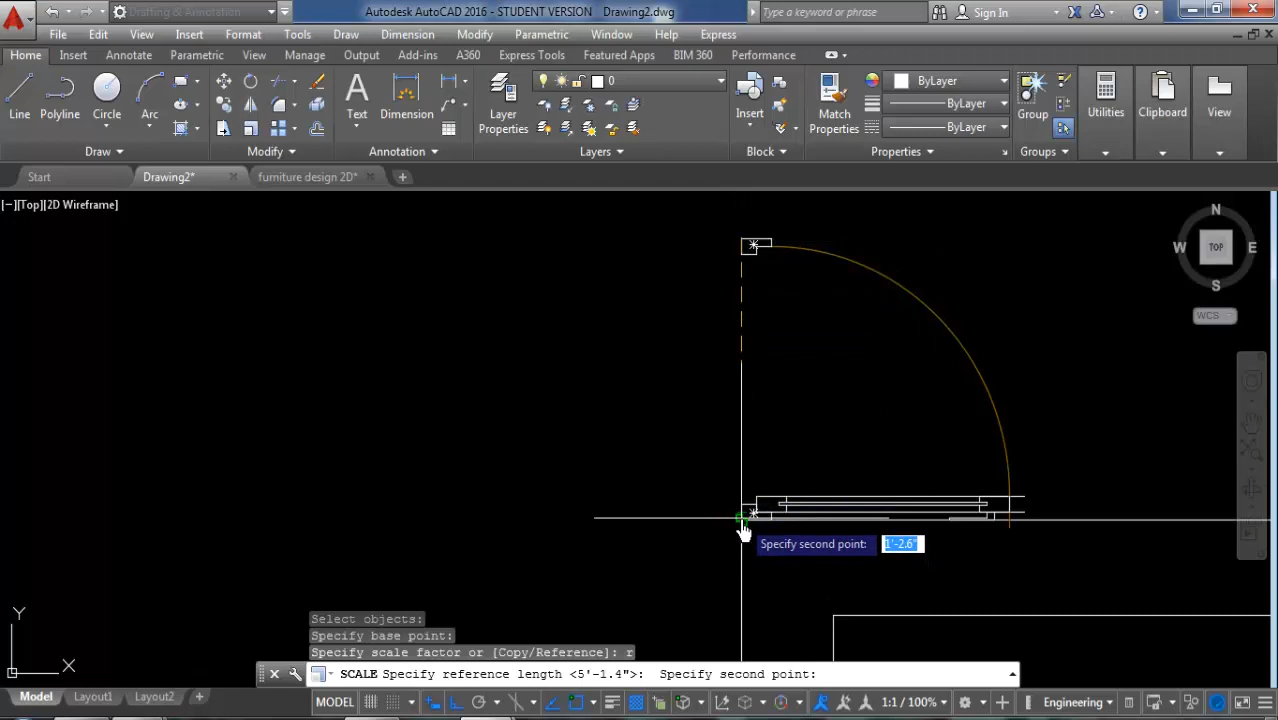 Drafting & Annotation
Autodesk AutoCAD 2016 - STUDENT VERSION Drawing2.dwg
Type a keyword or phrase
Sign In
File Edit View Insert Format Tools Draw Dimension Modify Parametric Window Help Express
Home Insert Annotate Parametric View Manage Output Add-ins A360 Express Tools Featured Apps BIM 360 Performance
Line Polyline Circle Arc
Text Dimension
Layer Properties
0
Insert
Match Properties
ByLayer
ByLayer
ByLayer
Group
Utilities
Clipboard
View
Draw Modify Annotation Layers Block Properties Groups
Start Drawing2* furniture design 2D*
[−][Top][2D Wireframe]
N
W TOP E
S
WCS
Specify second point: 1'-2.6"
Y
X
Select objects:
Specify base point:
Specify scale factor or [Copy/Reference]: r
SCALE Specify reference length <5'-1.4">: Specify second point:
Model Layout1 Layout2
MODEL
1:1 / 100%
Engineering